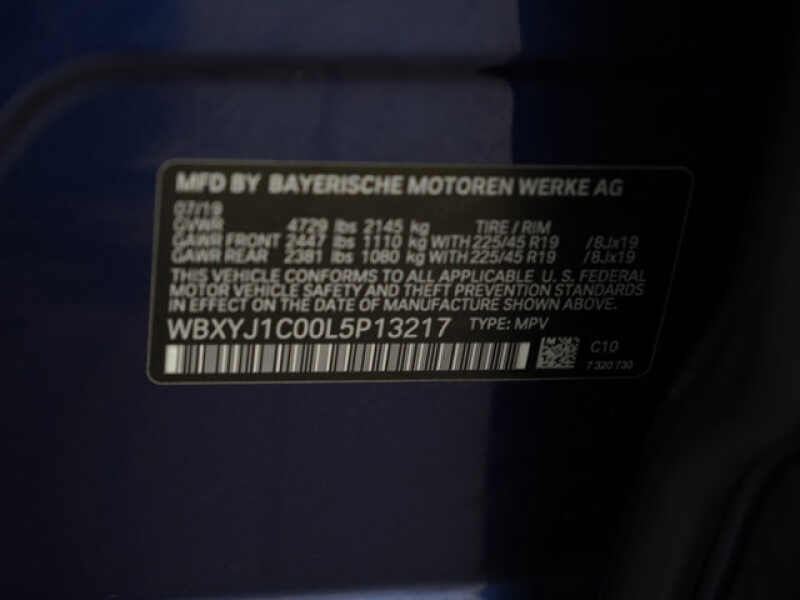 MFD BY BAYERISCHE MOTOREN WERKE AG
07/19
GVWR 4729 lbs 2145 kg TIRE / RIM
GAWR FRONT 2447 lbs 1110 kg WITH 225/45 R19 /8Jx19
GAWR REAR 2381 lbs 1080 kg WITH 225/45 R19 /8Jx19
THIS VEHICLE CONFORMS TO ALL APPLICABLE U. S. FEDERAL
MOTOR VEHICLE SAFETY AND THEFT PREVENTION STANDARDS
IN EFFECT ON THE DATE OF MANUFACTURE SHOWN ABOVE.
WBXYJ1C00L5P13217 TYPE: MPV
C10
7 320 730